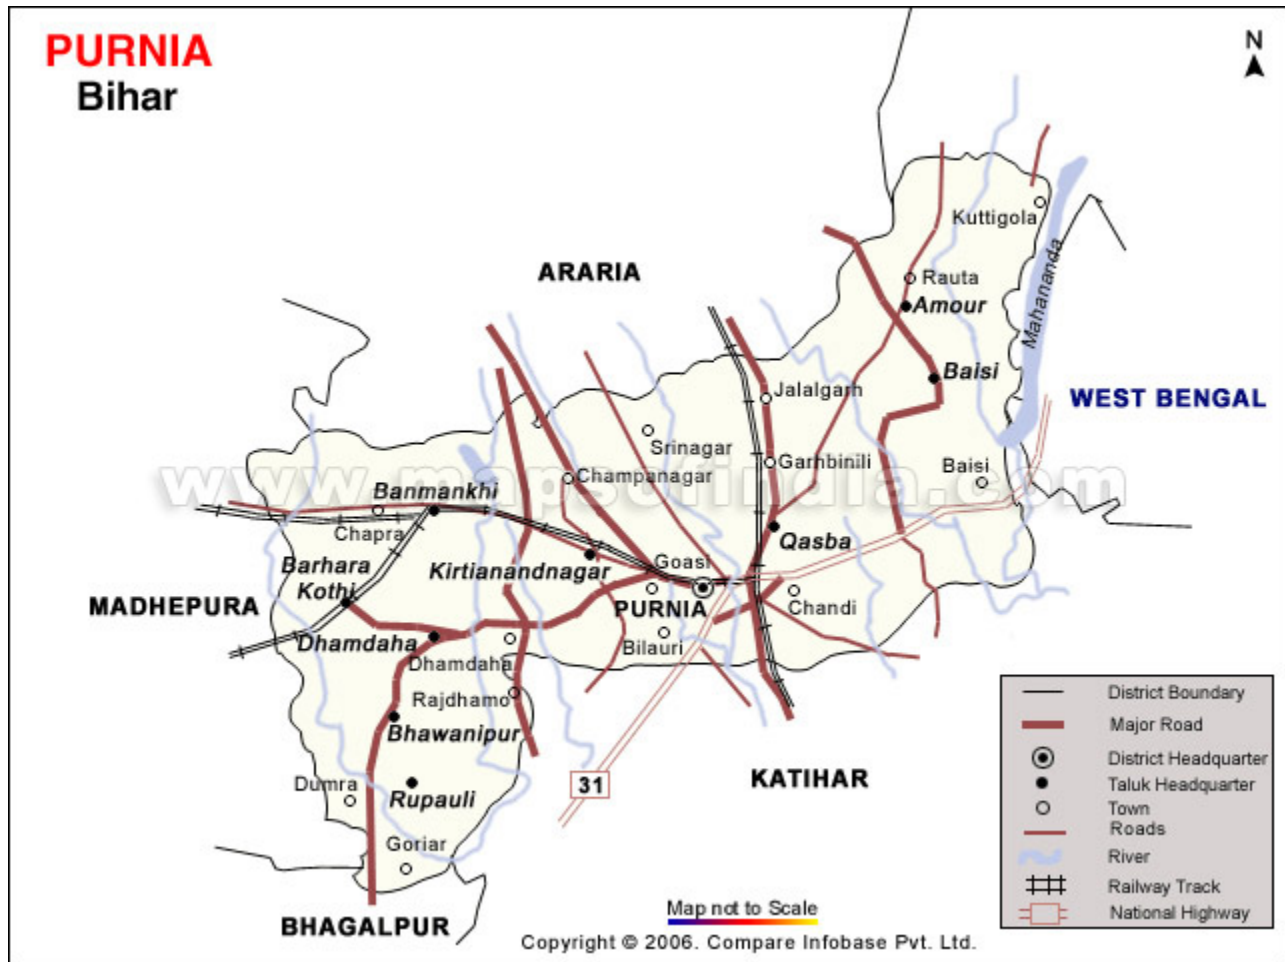 PURNIA
Bihar
N
Kuttigola
Mahananda
ARARIA
Rauta
Amour
Baisi
WEST BENGAL
Jalalgarh
Srinagar
Garhbinili
Baisi
Champanagar
www.mapsofindia.com
Banmankhi
Chapra
Qasba
Barhara
Kothi
Kirtianandnagar
Goasi
MADHEPURA
PURNIA
Chandi
Dhamdaha
Bilauri
Dhamdaha
Rajdhamo
Bhawanipur
31
KATIHAR
Dumra
Rupauli
Goriar
BHAGALPUR
District Boundary
Major Road
District Headquarter
Taluk Headquarter
Town
Roads
River
Railway Track
National Highway
Map not to Scale
Copyright © 2006. Compare Infobase Pvt. Ltd.